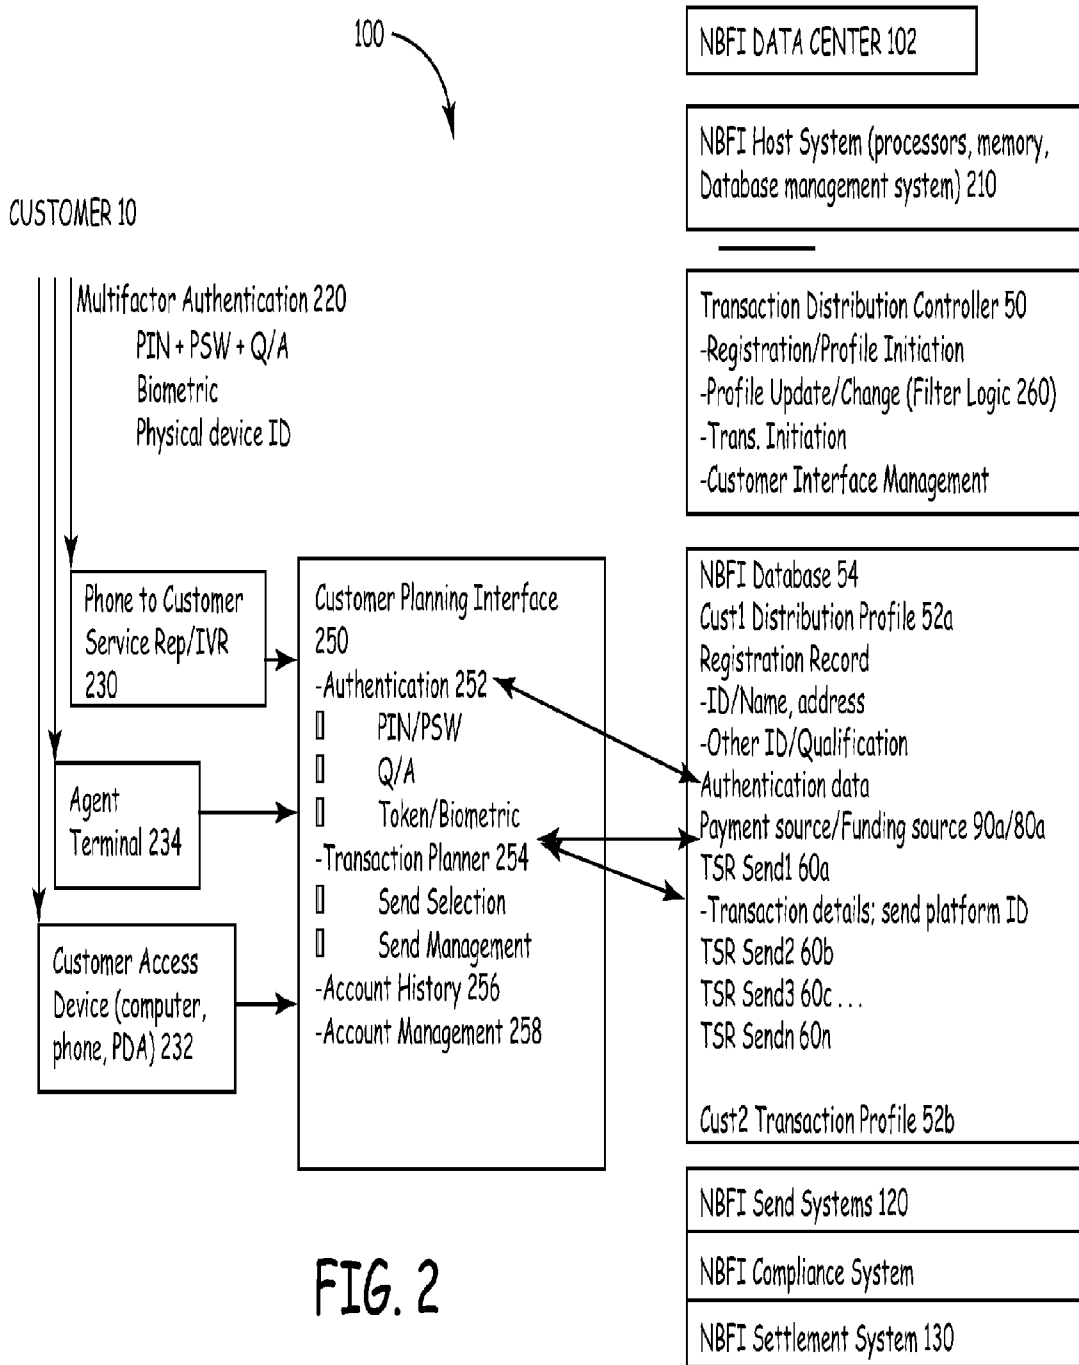 100
NBFI DATA CENTER 102
NBFI Host System (processors, memory,
Database management system) 210
CUSTOMER 10
Multifactor Authentication 220
PIN + PSW + Q/A
Biometric
Physical device ID
Transaction Distribution Controller 50
-Registration/Profile Initiation
-Profile Update/Change (Filter Logic 260)
-Trans. Initiation
-Customer Interface Management
Phone to Customer
Service Rep/IVR
230
Agent
Terminal 234
Customer Access
Device (computer,
phone, PDA) 232
Customer Planning Interface
250
-Authentication 252
PIN/PSW
Q/A
Token/Biometric
-Transaction Planner 254
Send Selection
Send Management
-Account History 256
-Account Management 258
NBFI Database 54
Cust1 Distribution Profile 52a
Registration Record
-ID/Name, address
-Other ID/Qualification
Authentication data
Payment source/Funding source 90a/80a
TSR Send1 60a
-Transaction details; send platform ID
TSR Send2 60b
TSR Send3 60c ...
TSR Sendn 60n
Cust2 Transaction Profile 52b
NBFI Send Systems 120
NBFI Compliance System
NBFI Settlement System 130
FIG. 2